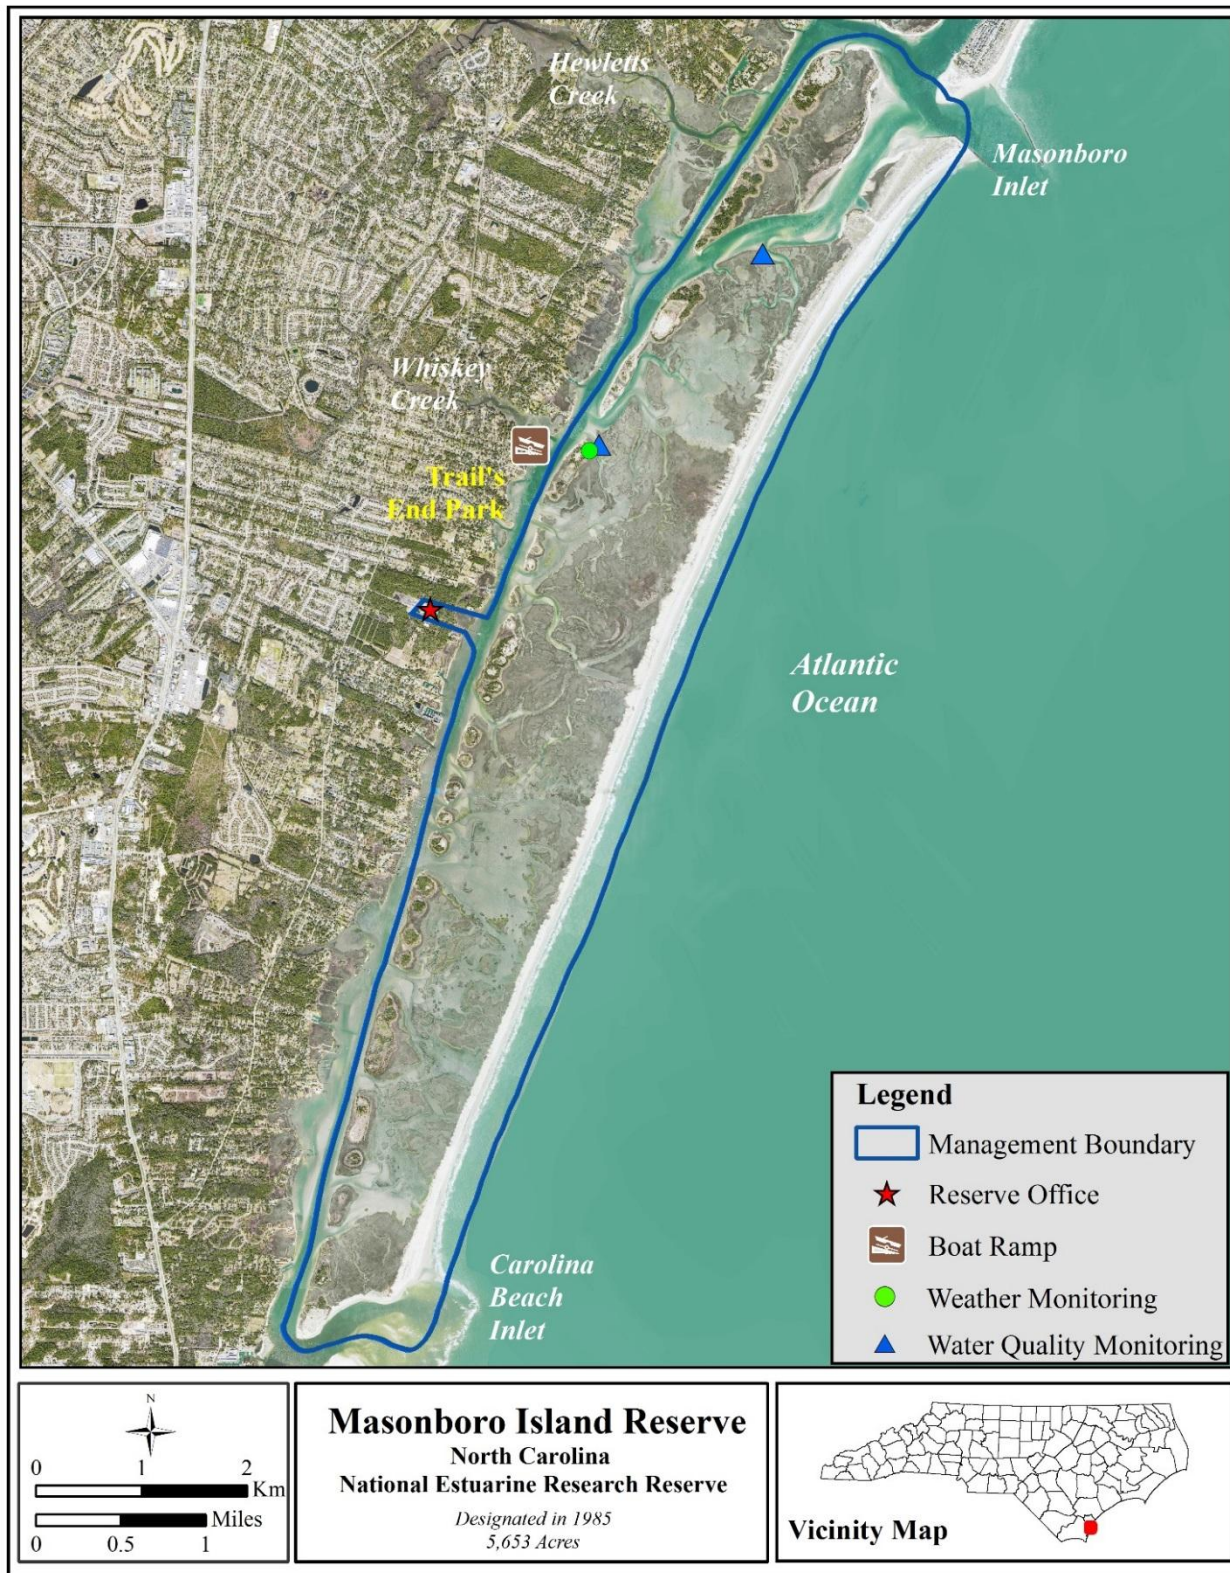 Hewletts
Creek
Masonboro
Inlet
Whiskey
Creek
Trail's
End Park
Atlantic
Ocean
Carolina
Beach
Inlet
Legend
Management Boundary
Reserve Office
Boat Ramp
Weather Monitoring
Water Quality Monitoring
N
0 1 2
Km
Miles
0 0.5 1
Masonboro Island Reserve
North Carolina
National Estuarine Research Reserve
Designated in 1985
5,653 Acres
Vicinity Map